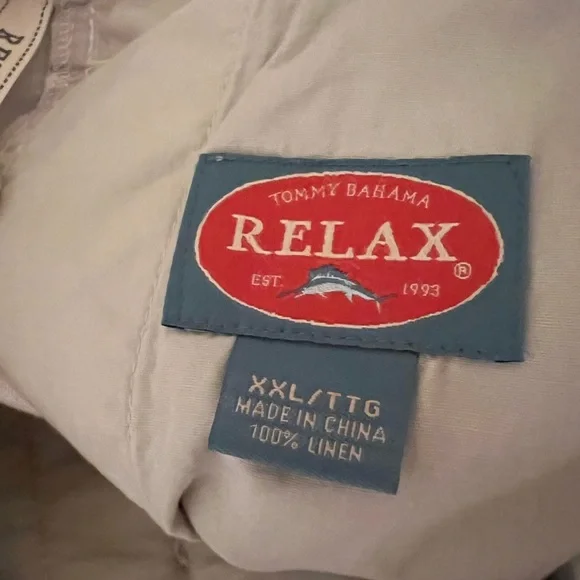 TOMMY BAHAMA
RELAX®
EST. 1993
XXL/TTG
MADE IN CHINA
100% LINEN